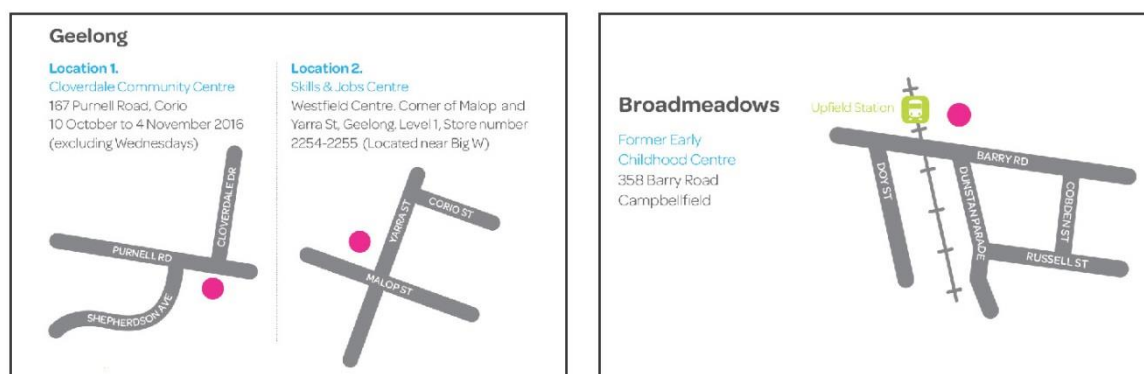 Geelong
Location 1.
Cloverdale Community Centre
167 Purnell Road, Corio
10 October to 4 November 2016
(excluding Wednesdays)
CLOVERDALE DR
PURNELL RD
SHEPHERDSON AVE
Location 2.
Skills & Jobs Centre
Westfield Centre. Corner of Malop and
Yarra St, Geelong. Level 1, Store number
2254-2255 (Located near Big W)
YARRA ST
CORIO ST
MALOP ST
Broadmeadows
Former Early
Childhood Centre
358 Barry Road
Campbellfield
Upfield Station
BARRY RD
DOY ST
DUNSTAN PARADE
COBDEN ST
RUSSELL ST